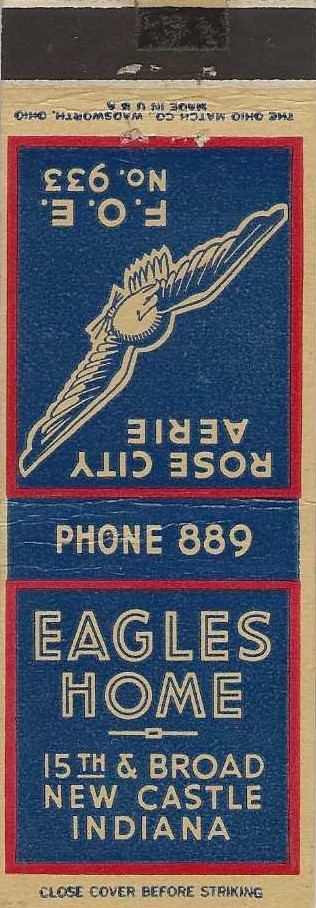 THE OHIO MATCH CO., WADSWORTH, OHIO
MADE IN U S A
ROSE CITY
AERIE
F. O. E.
No. 933
PHONE 889
EAGLES
HOME
15TH & BROAD
NEW CASTLE
INDIANA
CLOSE COVER BEFORE STRIKING